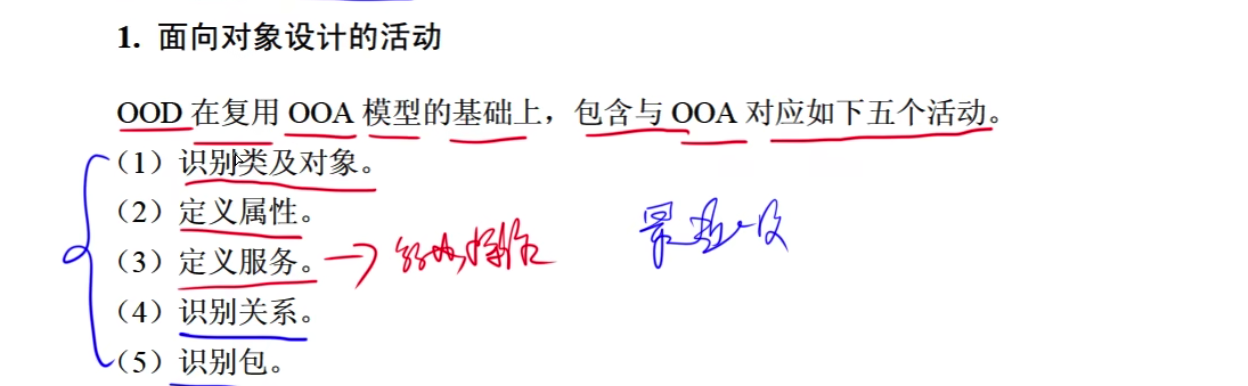 1. 面向对象设计的活动
OOD 在复用 OOA 模型的基础上，包含与 OOA 对应如下五个活动。
（1）识别类及对象。
（2）定义属性。
（3）定义服务。
（4）识别关系。
（5）识别包。